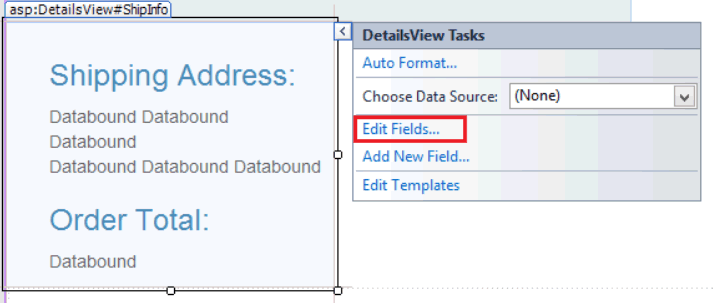 asp:DetailsView#ShipInfo
Shipping Address:
Databound Databound
Databound
Databound Databound Databound
Order Total:
Databound
DetailsView Tasks
Auto Format...
Choose Data Source: (None)
Edit Fields...
Add New Field...
Edit Templates